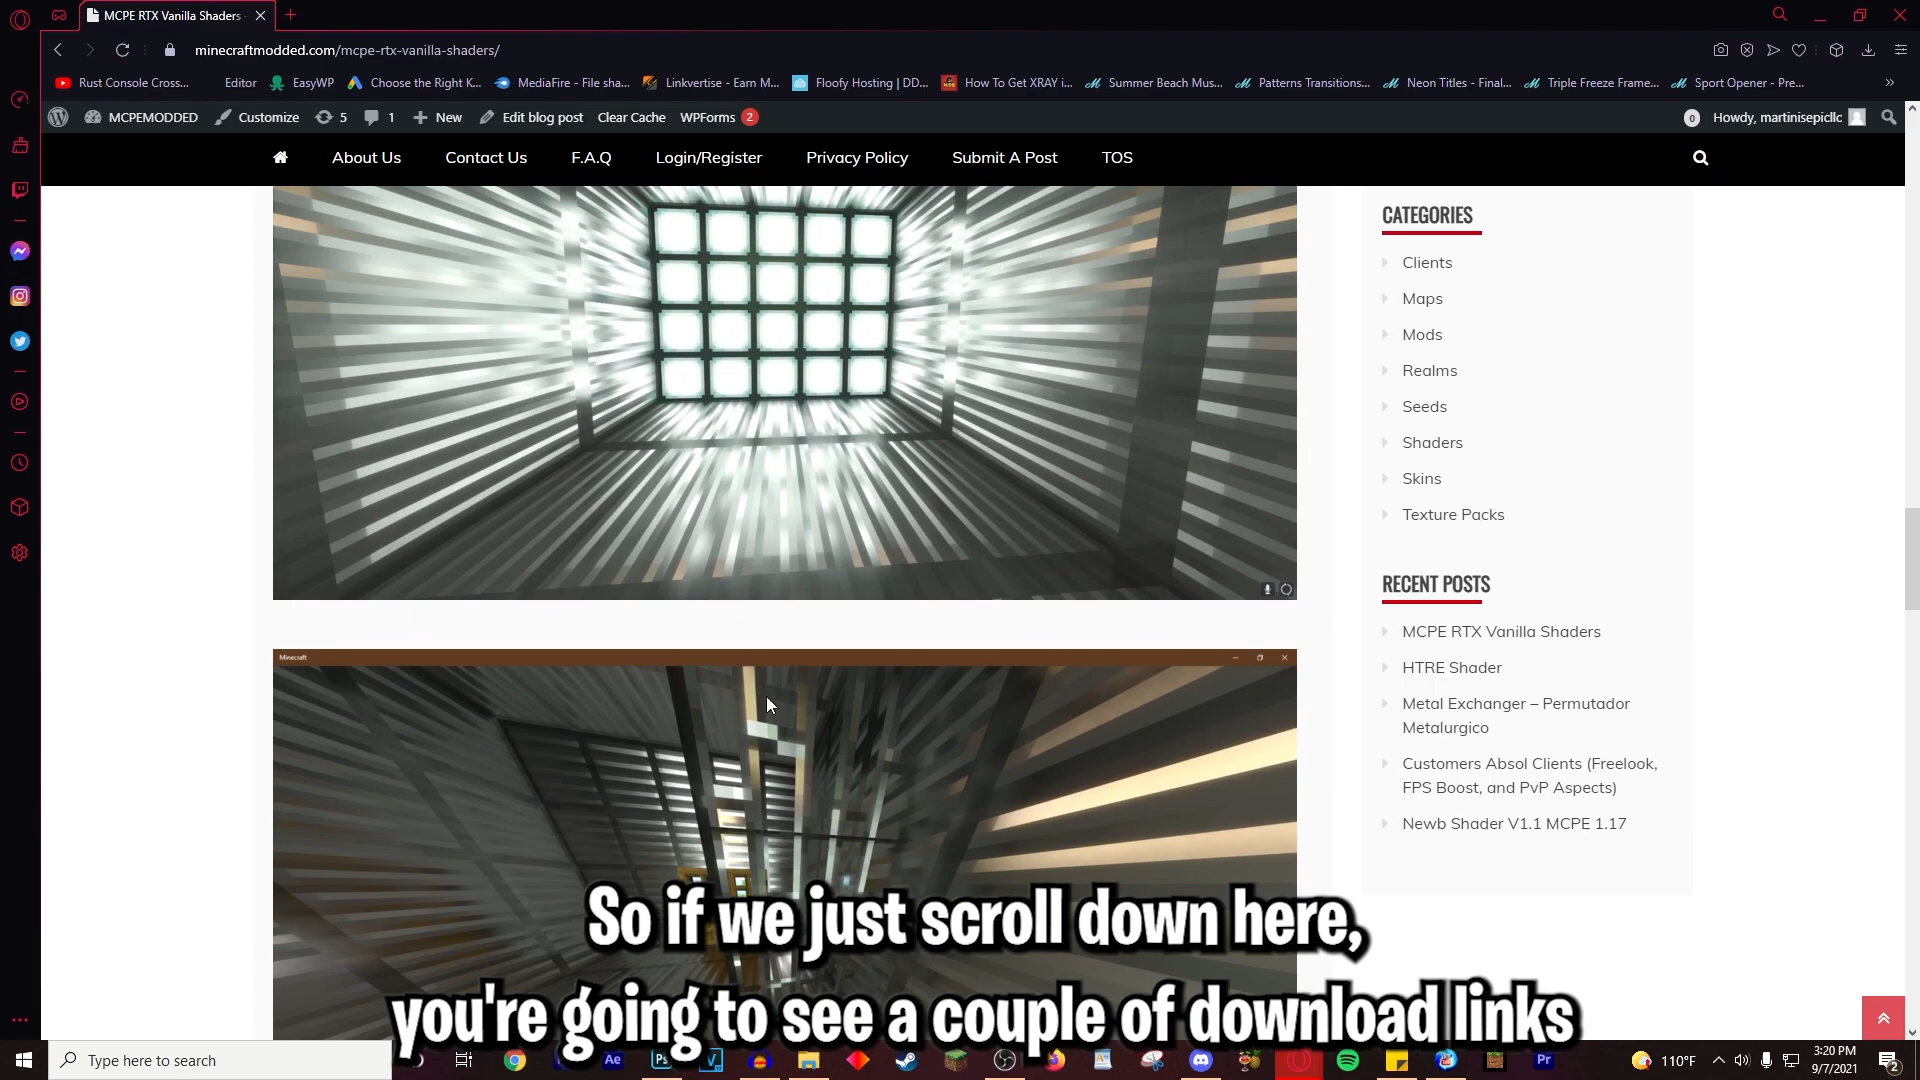 MCPE RTX Vanilla Shaders -
minecraftmodded.com/mcpe-rtx-vanilla-shaders/
Rust Console Cross...
Editor
EasyWP
Choose the Right K...
MediaFire - File sha...
Linkvertise - Earn M...
Floofy Hosting | DD...
How To Get XRAY i...
Summer Beach Mus...
Patterns Transitions...
Neon Titles - Final...
Triple Freeze Frame...
Sport Opener - Pre...
MCPEMODDED
Customize
5
1
New
Edit blog post
Clear Cache
WPForms 2
0
Howdy, martinisepicllc
About Us
Contact Us
F.A.Q
Login/Register
Privacy Policy
Submit A Post
TOS
CATEGORIES
Clients
Maps
Mods
Realms
Seeds
Shaders
Skins
Texture Packs
RECENT POSTS
MCPE RTX Vanilla Shaders
HTRE Shader
Metal Exchanger – Permutador
Metalurgico
Customers Absol Clients (Freelook,
FPS Boost, and PvP Aspects)
Newb Shader V1.1 MCPE 1.17
Minecraft
So if we just scroll down here,
you're going to see a couple of download links
Type here to search
Ae
Ps
Pr
110°F
3:20 PM
9/7/2021
2